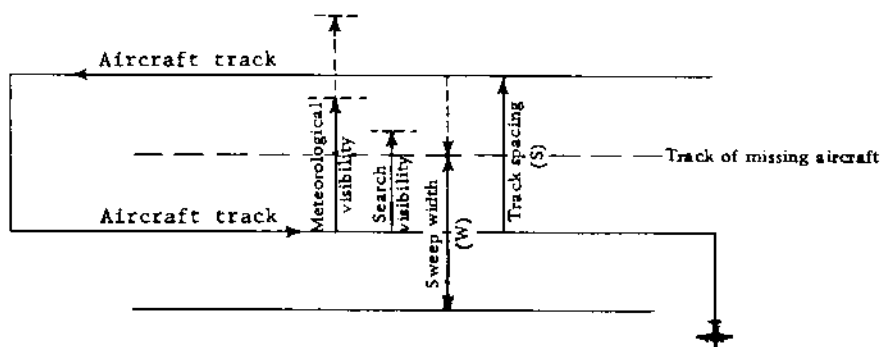 Aircraft track
Meteorological
visibility
Search
visibility
Sweep width
(W)
Track spacing
(S)
Track of missing aircraft
Aircraft track